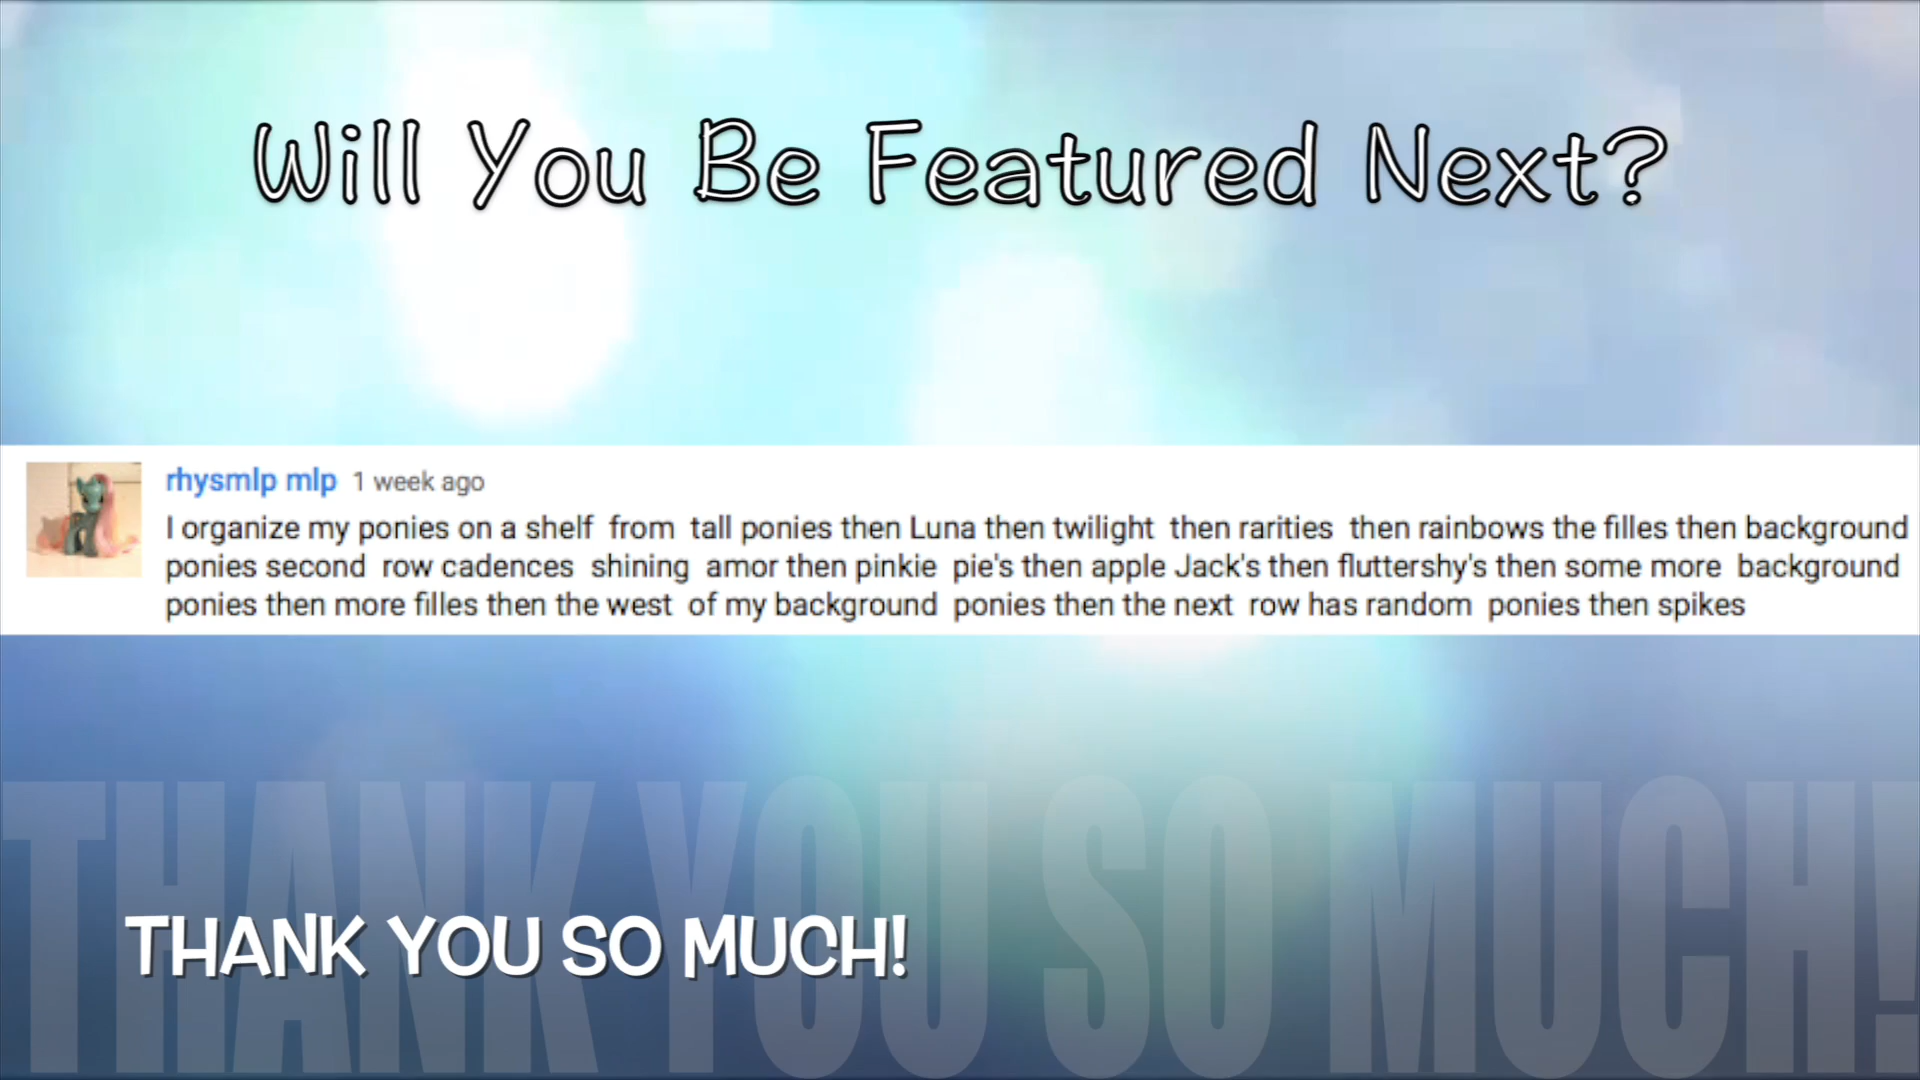 Will You Be Featured Next?
rhysmlp mlp 1 week ago
I organize my ponies on a shelf from tall ponies then Luna then twilight then rarities then rainbows the filles then background
ponies second row cadences shining amor then pinkie pie's then apple Jack's then fluttershy's then some more background
ponies then more filles then the west of my background ponies then the next row has random ponies then spikes
THANK YOU SO MUCH!
THANK YOU SO MUCH!